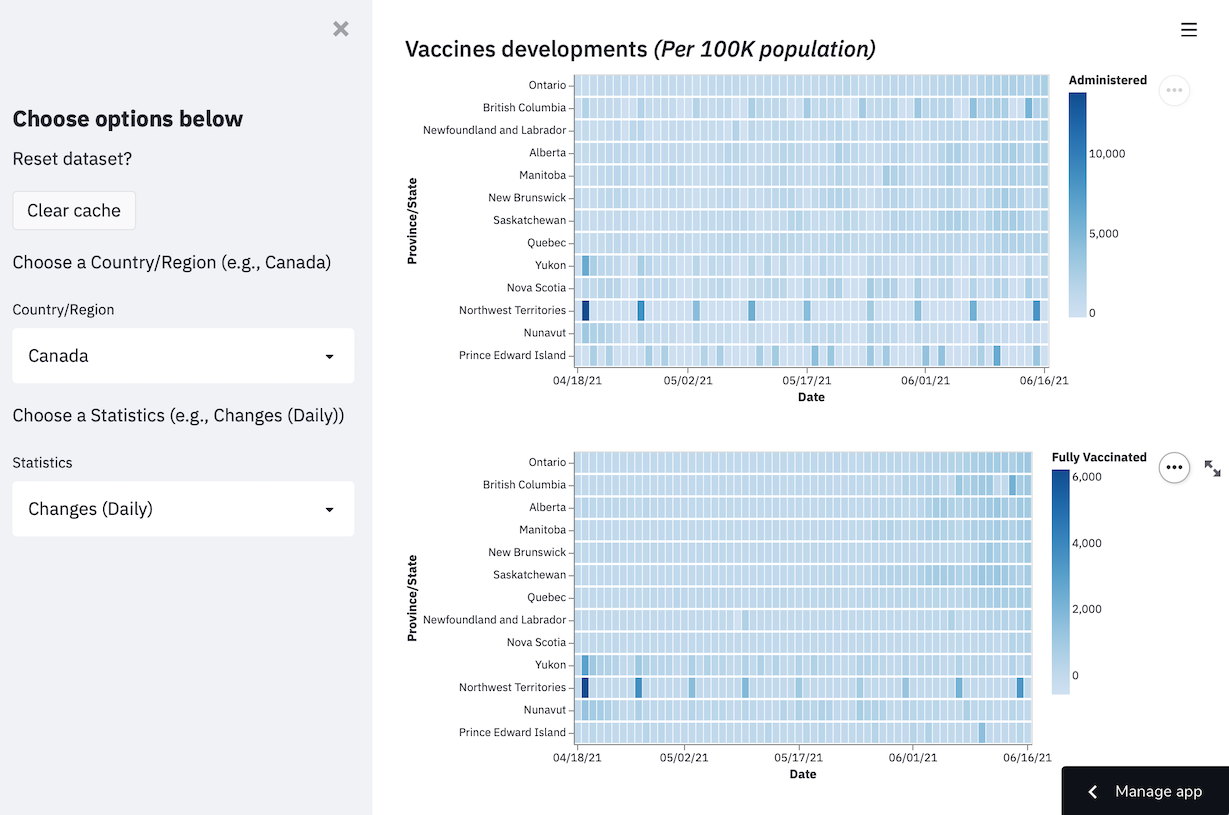 Choose options below
Reset dataset?
Clear cache
Choose a Country/Region (e.g., Canada)
Country/Region
Canada
Choose a Statistics (e.g., Changes (Daily))
Statistics
Changes (Daily)
Vaccines developments (Per 100K population)
Province/State
Ontario
British Columbia
Newfoundland and Labrador
Alberta
Manitoba
New Brunswick
Saskatchewan
Quebec
Yukon
Nova Scotia
Northwest Territories
Nunavut
Prince Edward Island
04/18/21 05/02/21 05/17/21 06/01/21 06/16/21
Date
Administered
10,000
5,000
0
Province/State
Ontario
British Columbia
Alberta
Manitoba
New Brunswick
Saskatchewan
Quebec
Newfoundland and Labrador
Nova Scotia
Yukon
Northwest Territories
Nunavut
Prince Edward Island
04/18/21 05/02/21 05/17/21 06/01/21 06/16/21
Date
Fully Vaccinated
6,000
4,000
2,000
0
Manage app